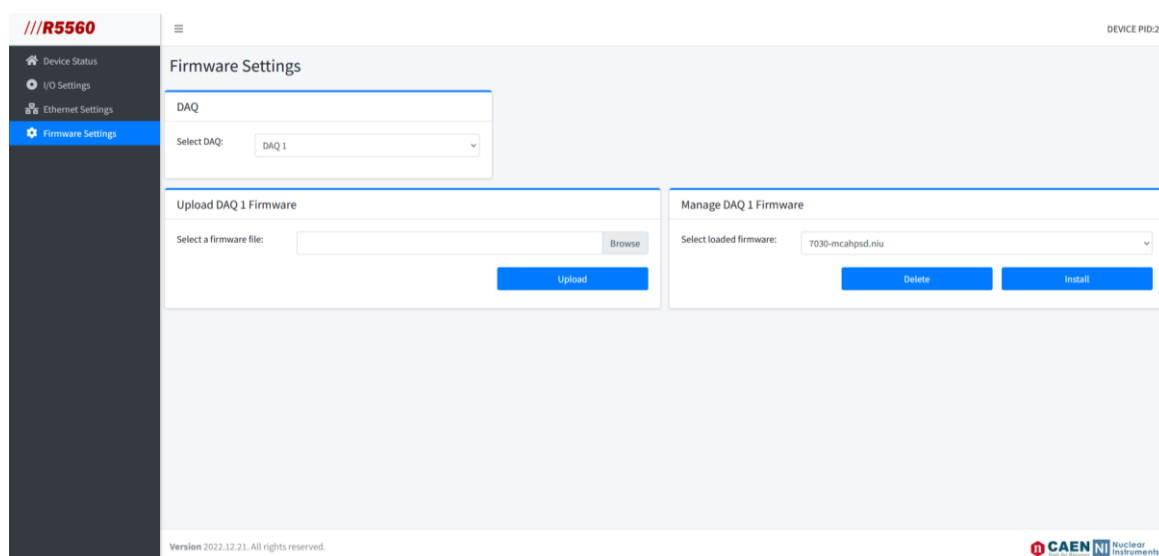 ///R5560
DEVICE PID:2
Device Status
I/O Settings
Ethernet Settings
Firmware Settings
Firmware Settings
DAQ
Select DAQ:
DAQ 1
Upload DAQ 1 Firmware
Select a firmware file:
Browse
Upload
Manage DAQ 1 Firmware
Select loaded firmware:
7030-mcahpsd.niu
Delete
Install
Version 2022.12.21. All rights reserved.
CAEN
NI Nuclear
Instruments